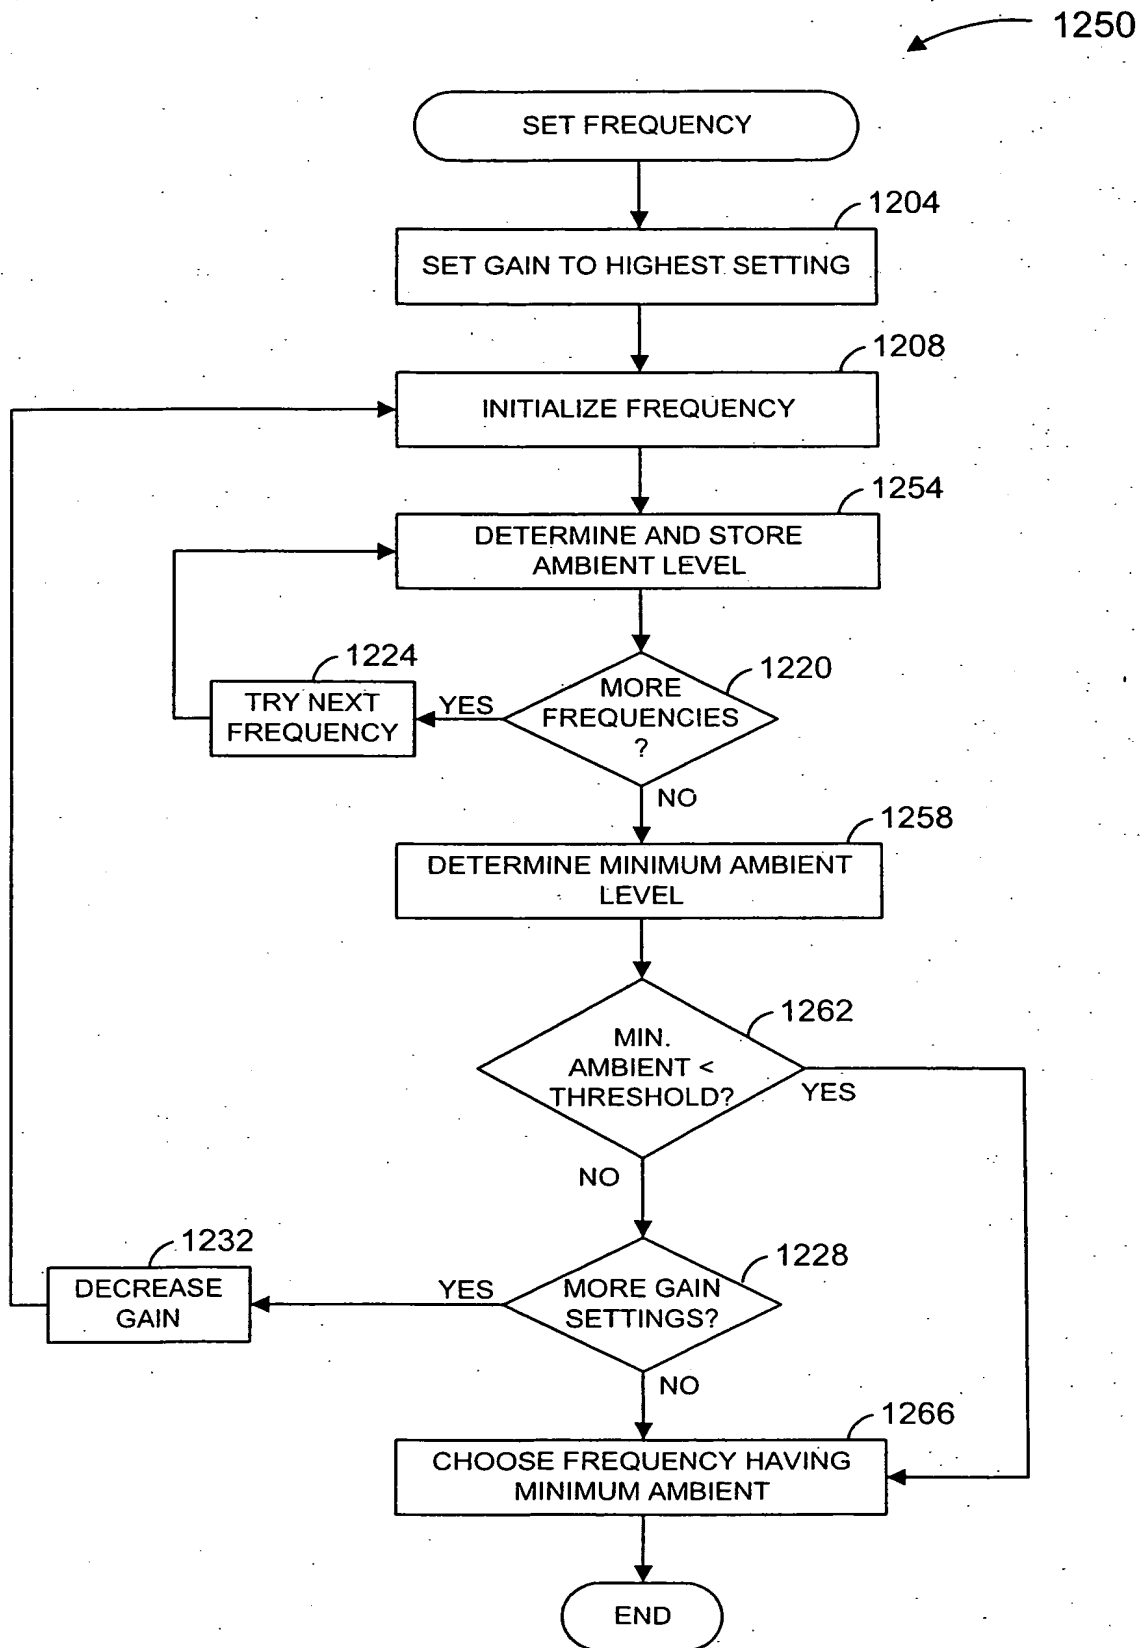 1250
SET FREQUENCY
1204
SET GAIN TO HIGHEST SETTING
1208
INITIALIZE FREQUENCY
1254
DETERMINE AND STORE
AMBIENT LEVEL
1224
TRY NEXT
FREQUENCY
YES
1220
MORE
FREQUENCIES
?
NO
1258
DETERMINE MINIMUM AMBIENT
LEVEL
1262
MIN.
AMBIENT <
THRESHOLD?
YES
NO
1232
DECREASE
GAIN
YES
1228
MORE GAIN
SETTINGS?
NO
1266
CHOOSE FREQUENCY HAVING
MINIMUM AMBIENT
END